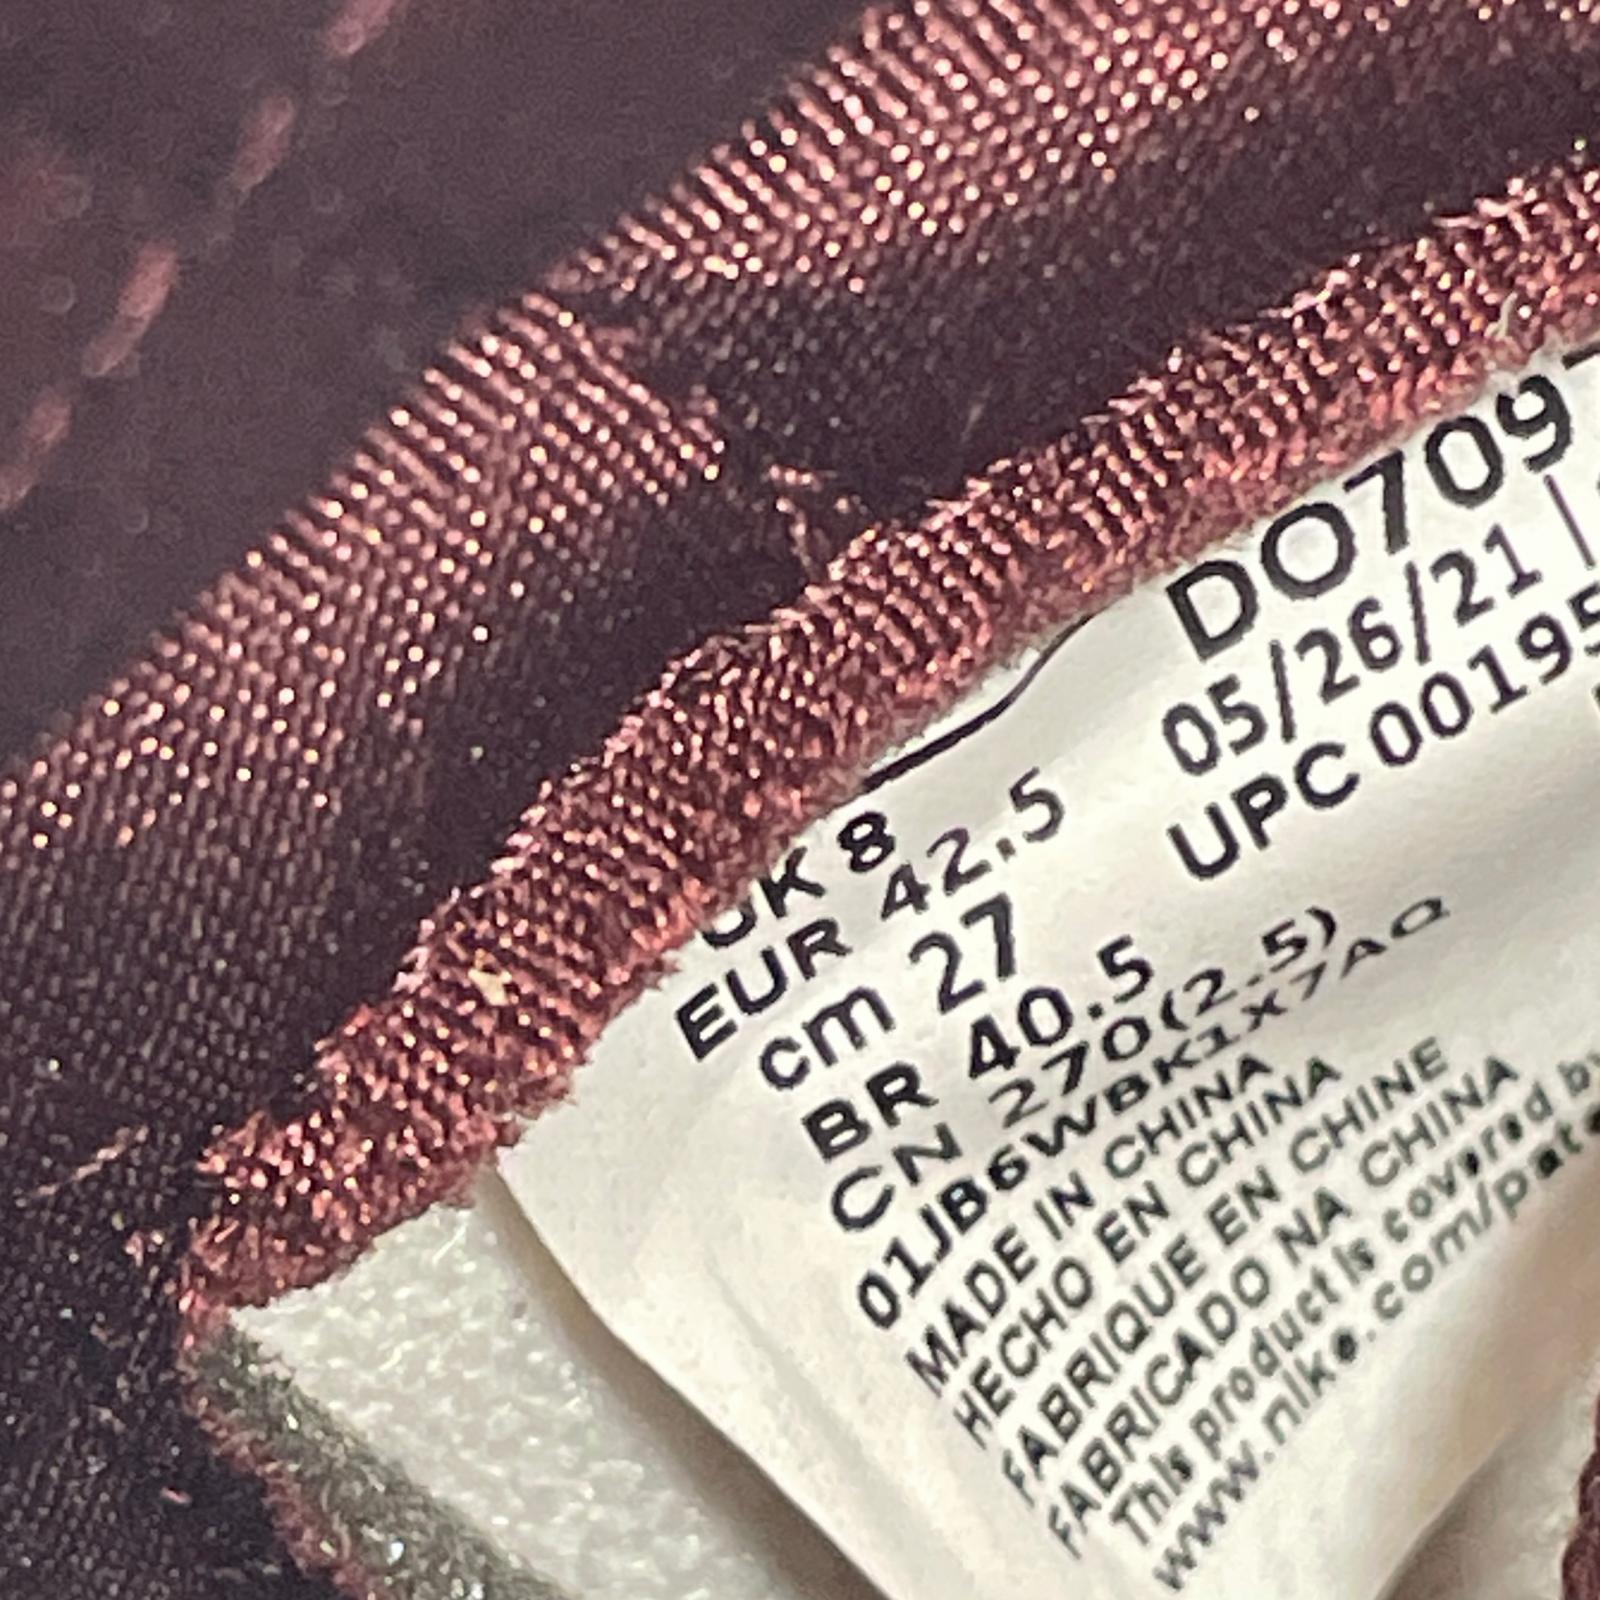 DO709
05/26/21 |
UPC 00195
UK 8
EUR 42.5
cm 27
BR 40.5
CN 270(2.5)
01JB6WBK1X7AQ
MADE IN CHINA
HECHO EN CHINA
FABRIQUE EN CHINE
FABRICADO NA CHINA
This product is covered by
www.nike.com/pate